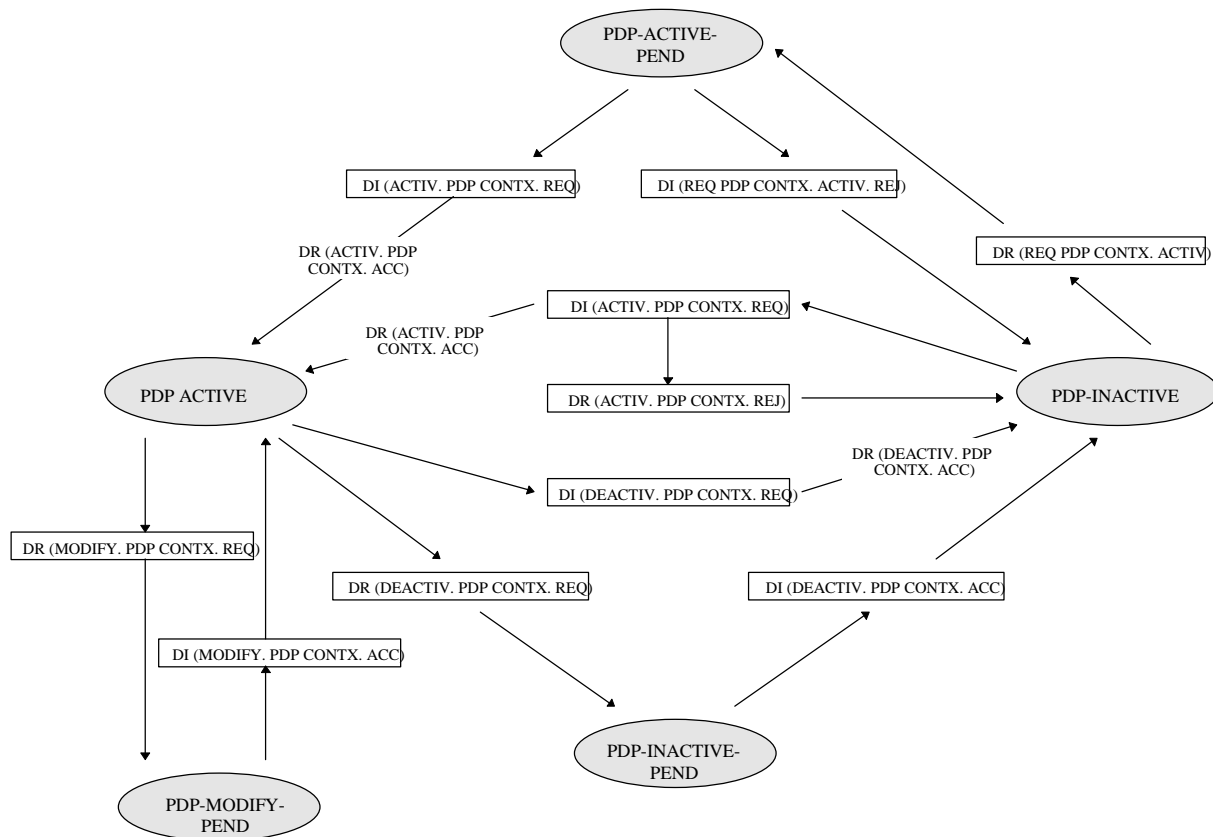 PDP-ACTIVE-
PEND
DI (ACTIV. PDP CONTX. REQ)
DI (REQ PDP CONTX. ACTIV. REJ)
DR (ACTIV. PDP
CONTX. ACC)
DR (REQ PDP CONTX. ACTIV)
DI (ACTIV. PDP CONTX. REQ)
DR (ACTIV. PDP
CONTX. ACC)
PDP ACTIVE
DR (ACTIV. PDP CONTX. REJ)
PDP-INACTIVE
DR (DEACTIV. PDP
CONTX. ACC)
DI (DEACTIV. PDP CONTX. REQ)
DR (MODIFY. PDP CONTX. REQ)
DR (DEACTIV. PDP CONTX. REQ)
DI (DEACTIV. PDP CONTX. ACC)
DI (MODIFY. PDP CONTX. ACC)
PDP-INACTIVE-
PEND
PDP-MODIFY-
PEND